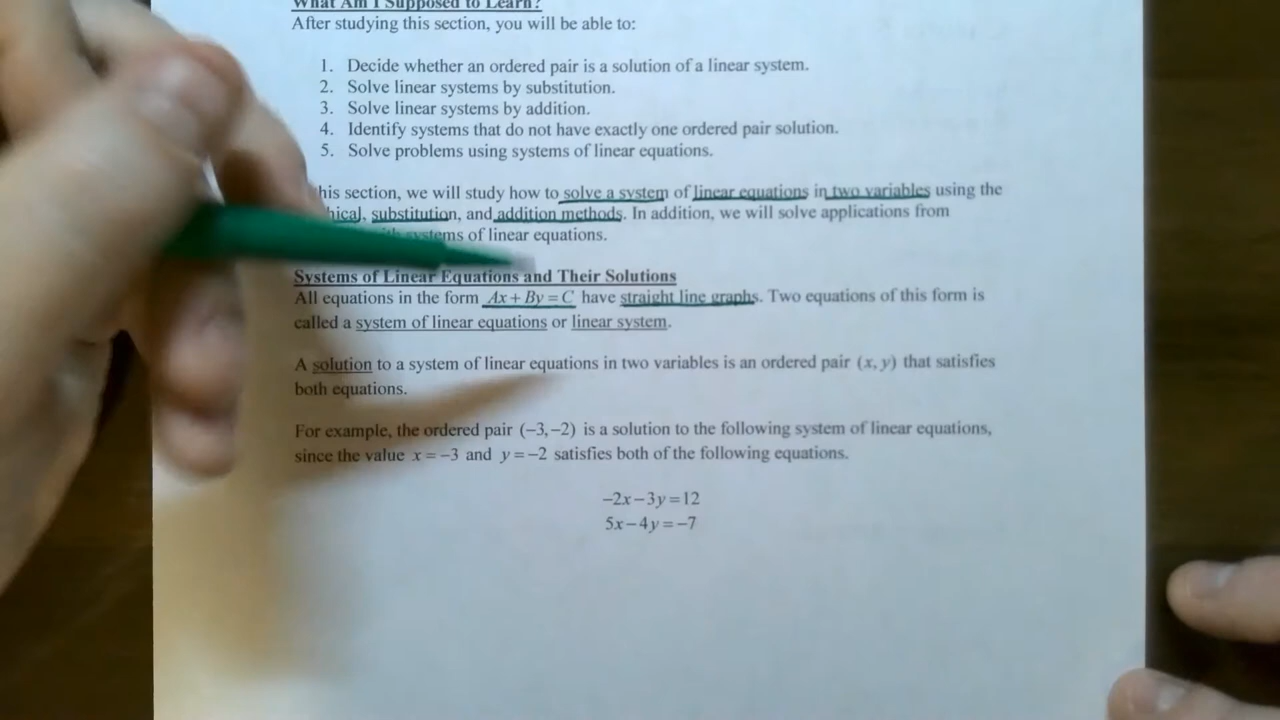 What Am I Supposed to Learn?
After studying this section, you will be able to:
1. Decide whether an ordered pair is a solution of a linear system.
2. Solve linear systems by substitution.
3. Solve linear systems by addition.
4. Identify systems that do not have exactly one ordered pair solution.
5. Solve problems using systems of linear equations.
this section, we will study how to solve a system of linear equations in two variables using the
substitution, and addition methods. In addition, we will solve applications from
systems of linear equations.
Systems of Linear Equations and Their Solutions
All equations in the form Ax + By = C have straight line graphs. Two equations of this form is
called a system of linear equations or linear system.
A solution to a system of linear equations in two variables is an ordered pair (x, y) that satisfies
both equations.
For example, the ordered pair (−3,−2) is a solution to the following system of linear equations,
since the value x = −3 and y = −2 satisfies both of the following equations.
−2x − 3y = 12
5x − 4y = −7